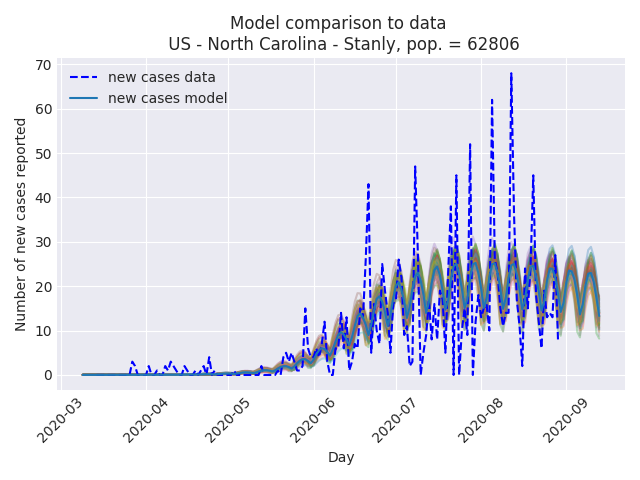 Model comparison to data
US - North Carolina - Stanly, pop. = 62806
new cases data
new cases model
Number of new cases reported
70
60
50
40
30
20
10
0
2020-03
2020-04
2020-05
2020-06
2020-07
2020-08
2020-09
Day